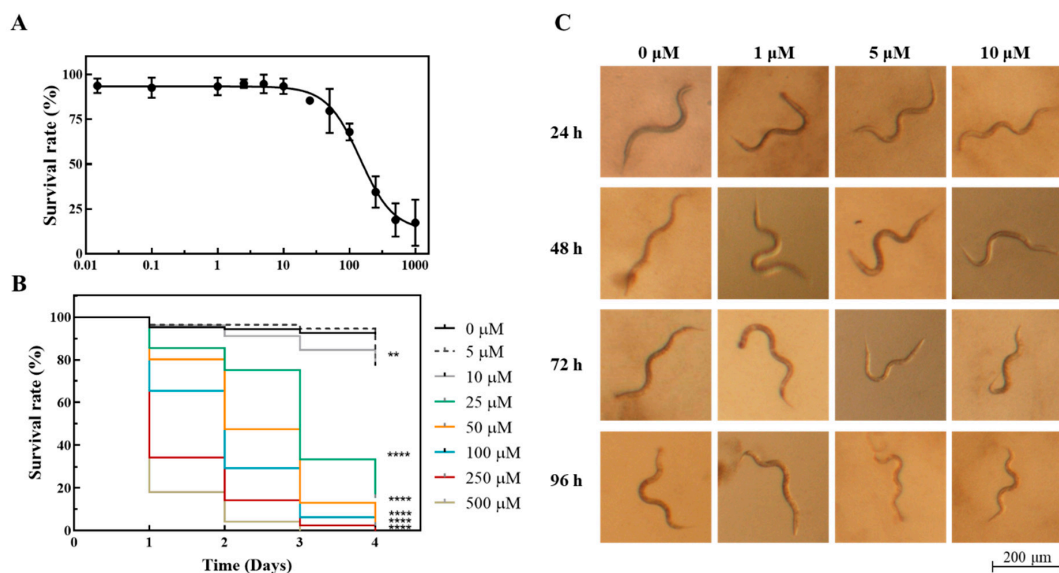 A
Survival rate (%)
100
75
50
25
0
0.01 0.1 1 10 100 1000
B
Survival rate (%)
100
80
60
40
20
0
0 1 2 3 4
Time (Days)
**
****
****
****
****
****
0 μM
5 μM
10 μM
25 μM
50 μM
100 μM
250 μM
500 μM
C
0 μM 1 μM 5 μM 10 μM
24 h
48 h
72 h
96 h
200 μm